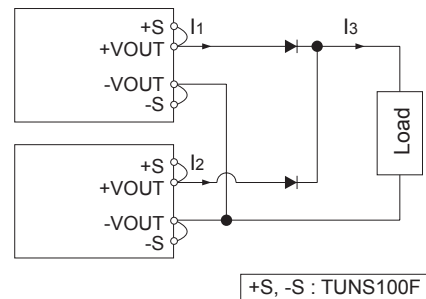 +S
I1
I3
+VOUT
-VOUT
-S
Load
+S
I2
+VOUT
-VOUT
-S
+S, -S : TUNS100F